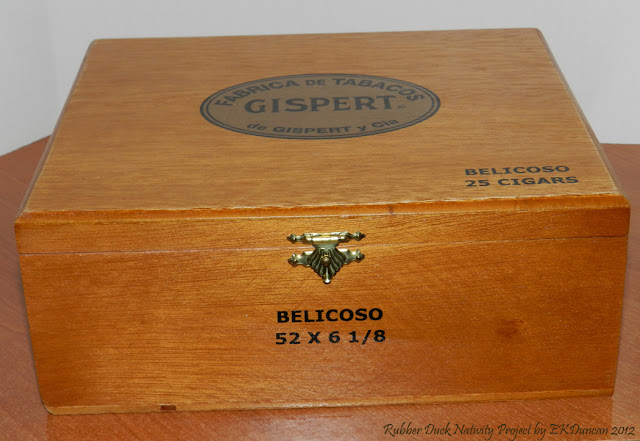 FABRICA DE TABACOS
GISPERT
de GISPERT y Cia
BELICOSO
25 CIGARS
BELICOSO
52 X 6 1/8
Rubber Duck Nativity Project by EKDuncan 2012